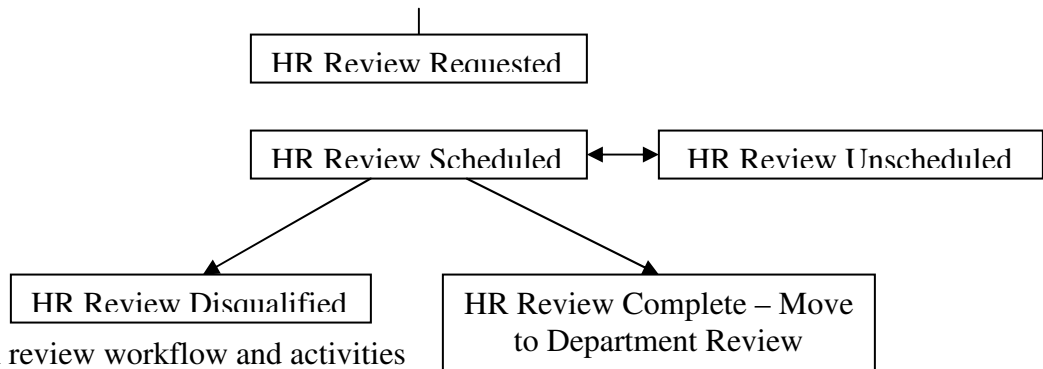 HR Review Requested
HR Review Scheduled
HR Review Unscheduled
HR Review Disqualified
HR Review Complete – Move
to Department Review
review workflow and activities